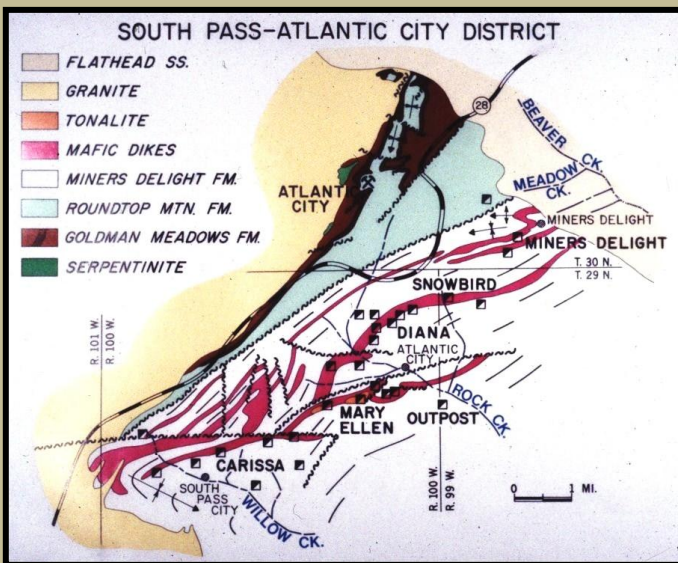 SOUTH PASS-ATLANTIC CITY DISTRICT
FLATHEAD SS.
GRANITE
TONALITE
MAFIC DIKES
MINERS DELIGHT FM.
ROUNDTOP MTN. FM.
GOLDMAN MEADOWS FM.
SERPENTINITE
28
BEAVER
CK.
MEADOW CK.
ATLANTIC
CITY
MINERS DELIGHT
MINERS DELIGHT
T. 30 N.
T. 29 N.
SNOWBIRD
R. 101 W.
R. 100 W.
DIANA
ATLANTIC
CITY
ROCK CK.
MARY
ELLEN
OUTPOST
CARISSA
R. 100 W.
R. 99 W.
SOUTH
PASS
CITY
WILLOW CK.
0 1 MI.